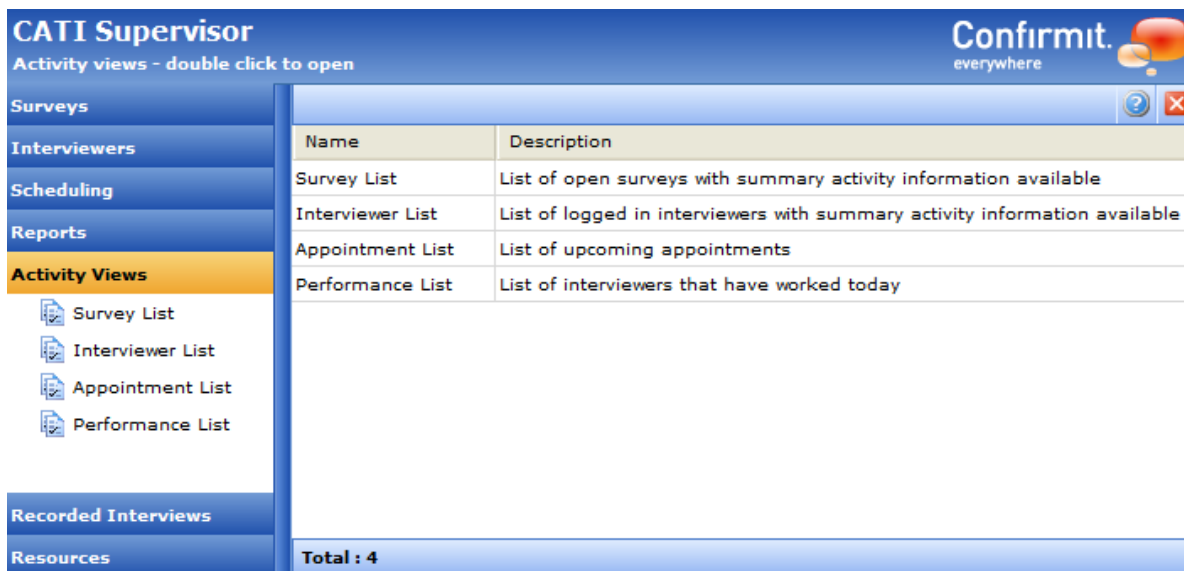 CATI Supervisor
Activity views - double click to open
Confirmit.
everywhere
Surveys
Interviewers
Scheduling
Reports
Activity Views
Survey List
Interviewer List
Appointment List
Performance List
Recorded Interviews
Resources
?
Name Description
Survey List List of open surveys with summary activity information available
Interviewer List List of logged in interviewers with summary activity information available
Appointment List List of upcoming appointments
Performance List List of interviewers that have worked today
Total : 4